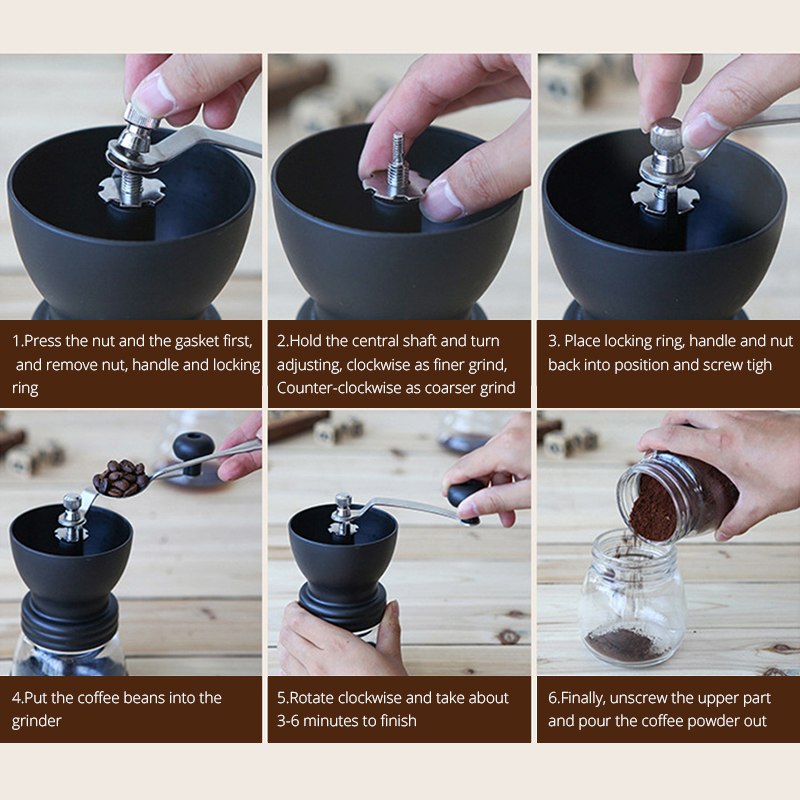 1.Press the nut and the gasket first,
and remove nut, handle and locking
ring
2.Hold the central shaft and turn
adjusting, clockwise as finer grind,
Counter-clockwise as coarser grind
3. Place locking ring, handle and nut
back into position and screw tigh
4.Put the coffee beans into the
grinder
5.Rotate clockwise and take about
3-6 minutes to finish
6.Finally, unscrew the upper part
and pour the coffee powder out